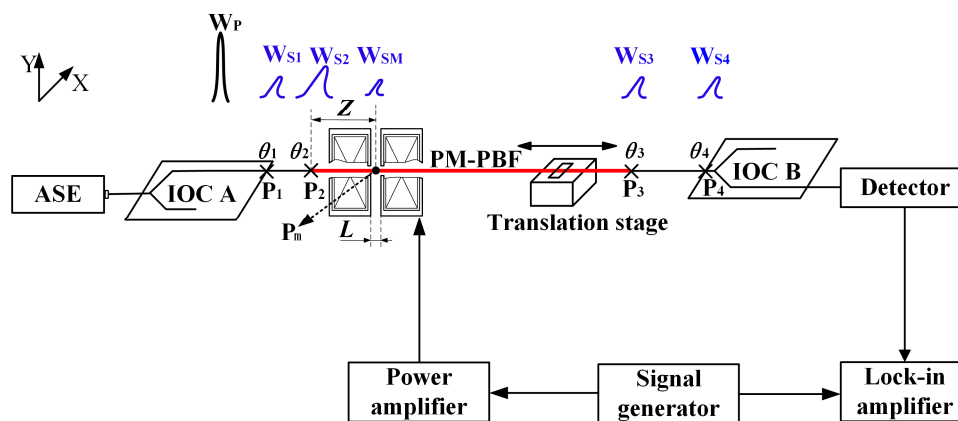 W_P
Y
X
W_S1
W_S2
W_SM
W_S3
W_S4
Z
θ1
θ2
PM-PBF
θ3
θ4
ASE
IOC A
P1
P2
P3
P4
IOC B
Detector
Translation stage
P_m
L
Power
amplifier
Signal
generator
Lock-in
amplifier